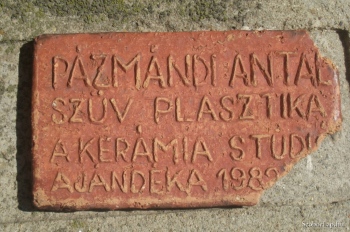 PÁZMÁNDI ANTAL
SZÜV PLASZTIKA
A KERÁMIA STÚDI
AJÁNDÉKA 1989